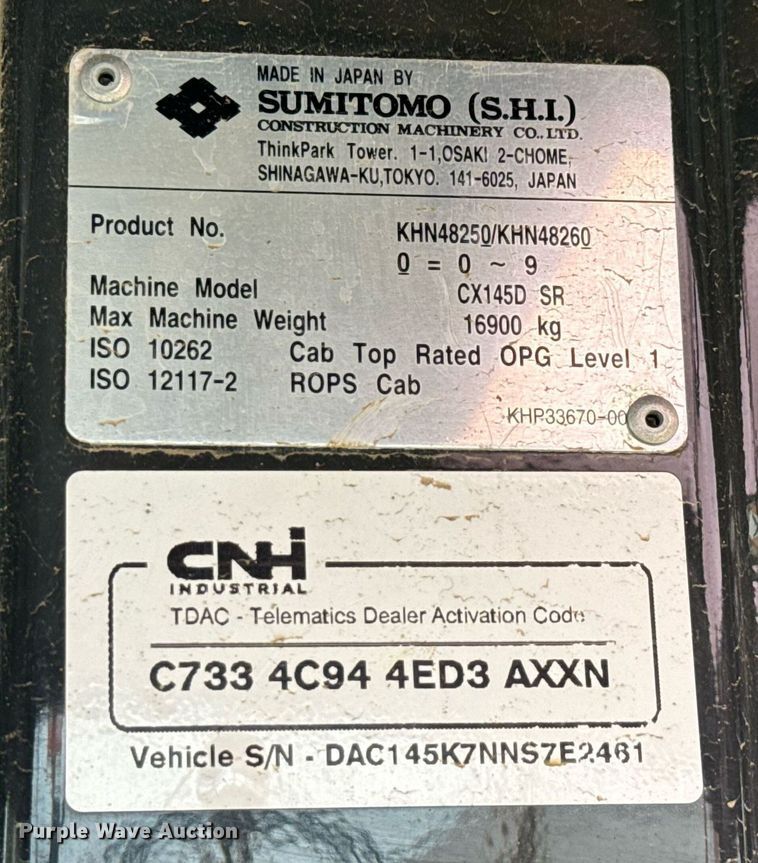 MADE IN JAPAN BY
SUMITOMO (S.H.I.)
CONSTRUCTION MACHINERY CO.,LTD.
ThinkPark Tower. 1-1,OSAKI 2-CHOME,
SHINAGAWA-KU,TOKYO. 141-6025, JAPAN
Product No. KHN48250/KHN48260
0 = 0 ~ 9
Machine Model CX145D SR
Max Machine Weight 16900 kg
ISO 10262 Cab Top Rated OPG Level 1
ISO 12117-2 ROPS Cab
KHP33670-00
CNHi
INDUSTRIAL
TDAC - Telematics Dealer Activation Code
C733 4C94 4ED3 AXXN
Vehicle S/N - DAC145K7NNS7E2461
Purple Wave Auction